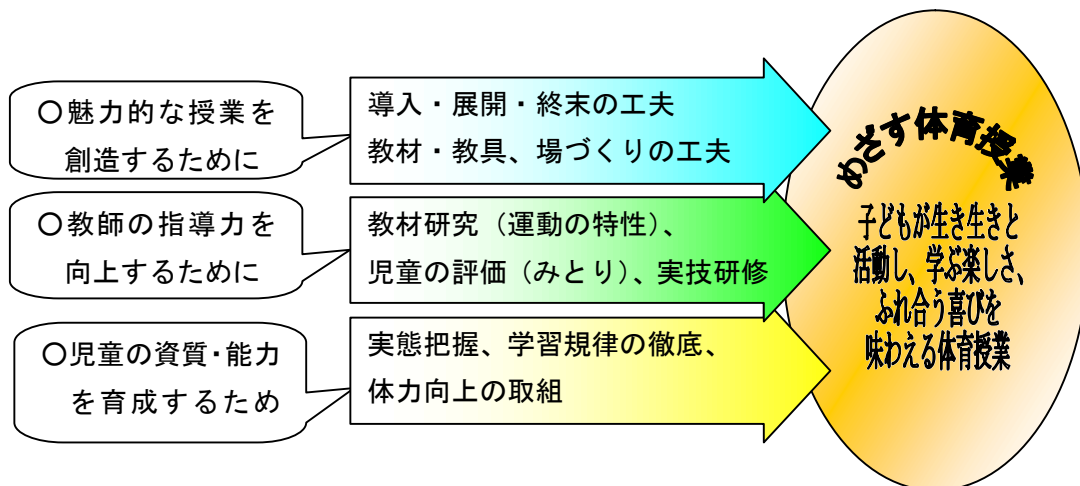 〇魅力的な授業を
創造するために
導入・展開・終末の工夫
教材・教具、場づくりの工夫
〇教師の指導力を
向上するために
教材研究（運動の特性）、
児童の評価（みとり）、実技研修
〇児童の資質・能力
を育成するため
実態把握、学習規律の徹底、
体力向上の取組
めざす体育授業
子どもが生き生きと
活動し、学ぶ楽しさ、
ふれ合う喜びを
味わえる体育授業